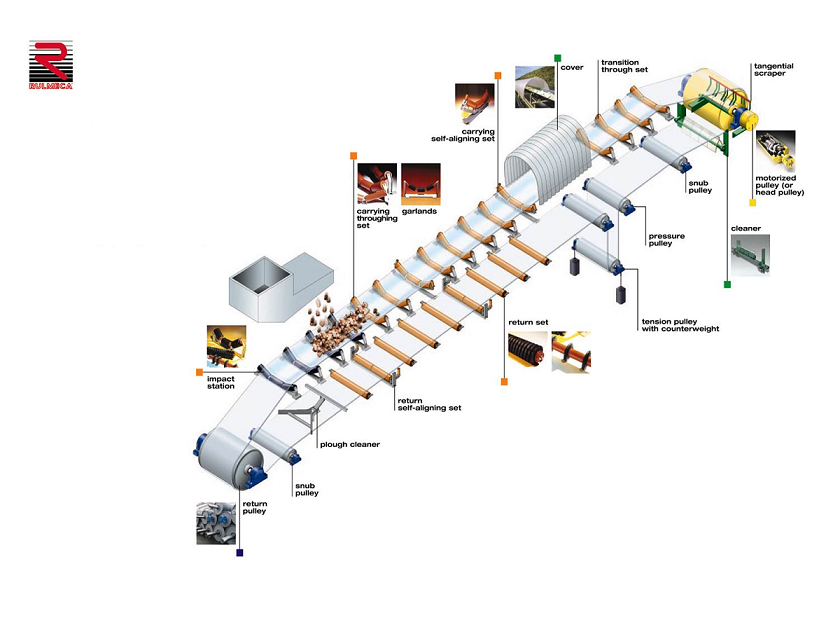 RULMECA
cover
transition
through set
tangential
scraper
carrying
self-aligning set
motorized
pulley (or
head pulley)
snub
pulley
carrying
throughing
set
garlands
pressure
pulley
cleaner
tension pulley
with counterweight
return set
impact
station
return
self-aligning set
plough cleaner
snub
pulley
return
pulley